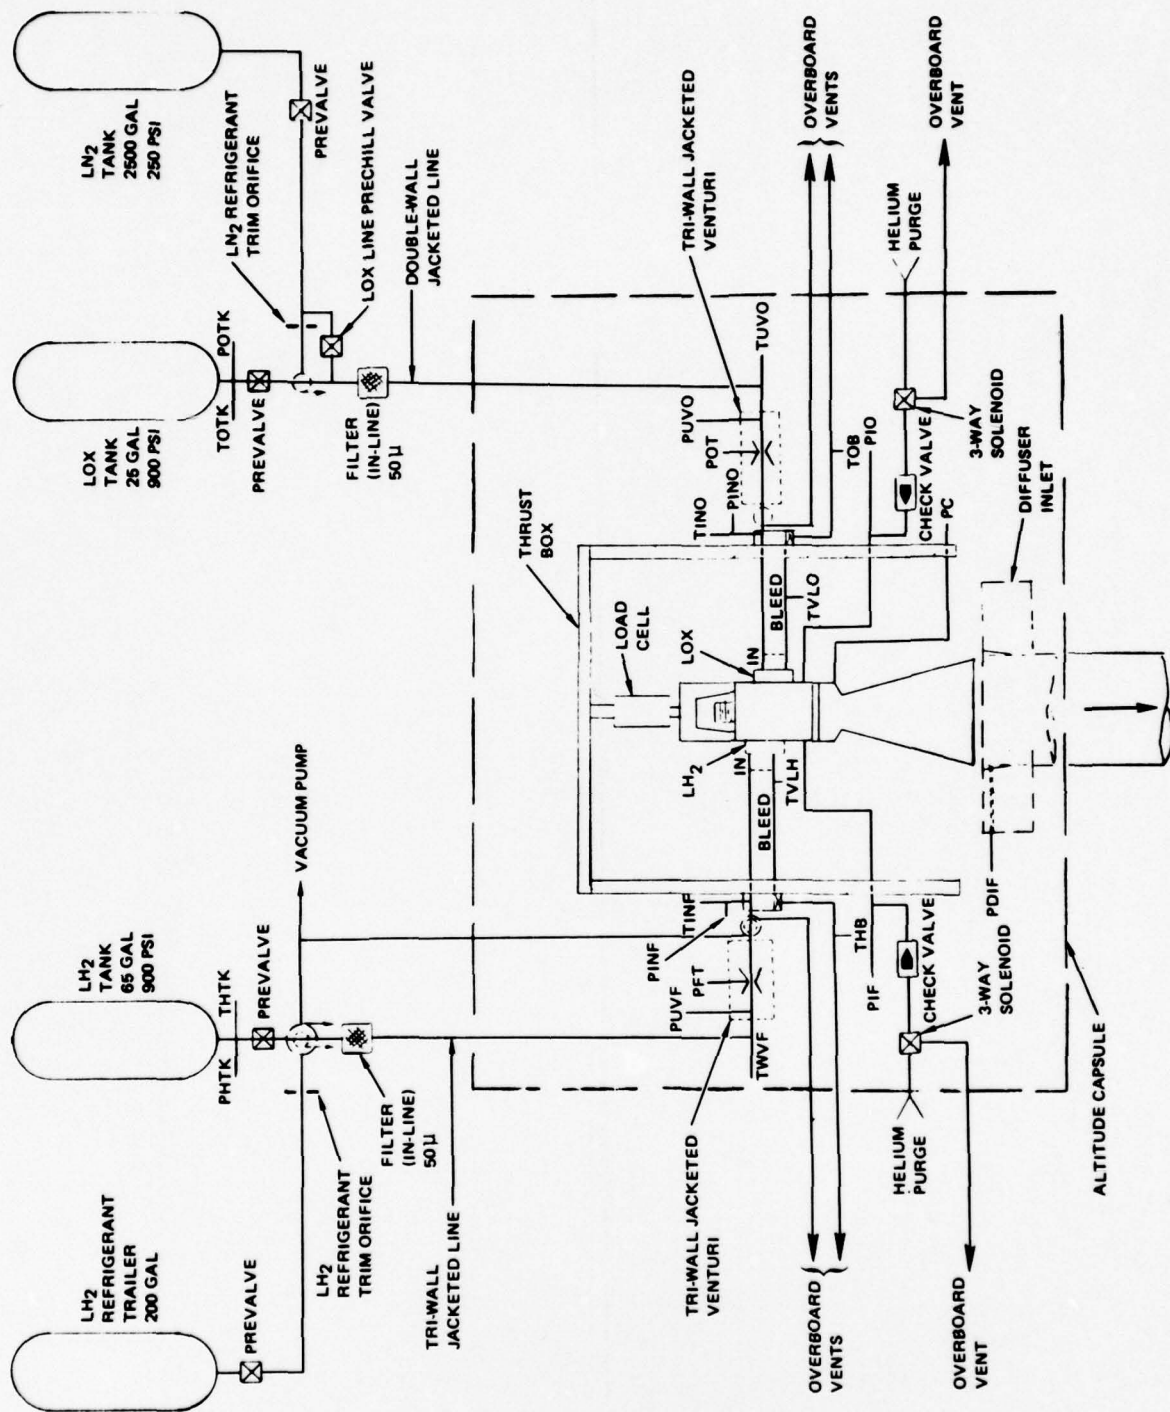 LH2
REFRIGERANT
TRAILER
200 GAL
PREVALVE
LH2
REFRIGERANT
TRIM ORIFICE
LH2
TANK
65 GAL
900 PSI
PHTK
THTK
PREVALVE
VACUUM PUMP
FILTER
(IN-LINE)
50 μ
TRI-WALL
JACKETED LINE
LOX
TANK
25 GAL
900 PSI
TOTK
POTK
PREVALVE
LN2
TANK
2500 GAL
250 PSI
PREVALVE
LN2 REFRIGERANT
TRIM ORIFICE
LOX LINE PRECHILL VALVE
FILTER
(IN-LINE)
50 μ
DOUBLE-WALL
JACKETED LINE
THRUST
BOX
LOAD
CELL
LOX
LH2
IN
IN
BLEED
BLEED
TVLH
TVLO
TRI-WALL JACKETED
VENTURI
TWVF
PUVF
PFT
PINF
TINF
TINO
PINO
POT
PUVO
TUVO
TRI-WALL JACKETED
VENTURI
OVERBOARD
VENTS
OVERBOARD
VENTS
THB
PIF
TOB
PIO
HELIUM
PURGE
CHECK VALVE
3-WAY
SOLENOID
OVERBOARD
VENT
HELIUM
PURGE
CHECK VALVE
3-WAY
SOLENOID
OVERBOARD
VENT
PC
PDIF
DIFFUSER
INLET
ALTITUDE CAPSULE